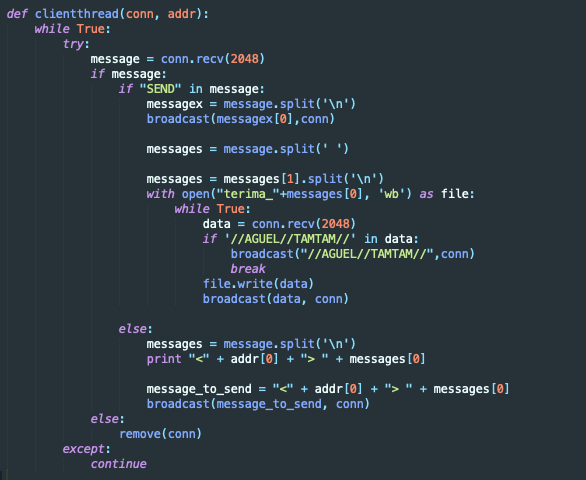 def clientthread(conn, addr):
    while True:
        try:
            message = conn.recv(2048)
            if message:
                if "SEND" in message:
                    messagex = message.split('\n')
                    broadcast(messagex[0],conn)

                    messages = message.split(' ')

                    messages = messages[1].split('\n')
                    with open("terima_"+messages[0], 'wb') as file:
                        while True:
                            data = conn.recv(2048)
                            if '//AGUEL//TAMTAM//' in data:
                                broadcast("//AGUEL//TAMTAM//",conn)
                                break
                            file.write(data)
                            broadcast(data, conn)

                else:
                    messages = message.split('\n')
                    print "<" + addr[0] + "> " + messages[0]

                    message_to_send = "<" + addr[0] + "> " + messages[0]
                    broadcast(message_to_send, conn)
            else:
                remove(conn)
        except:
            continue